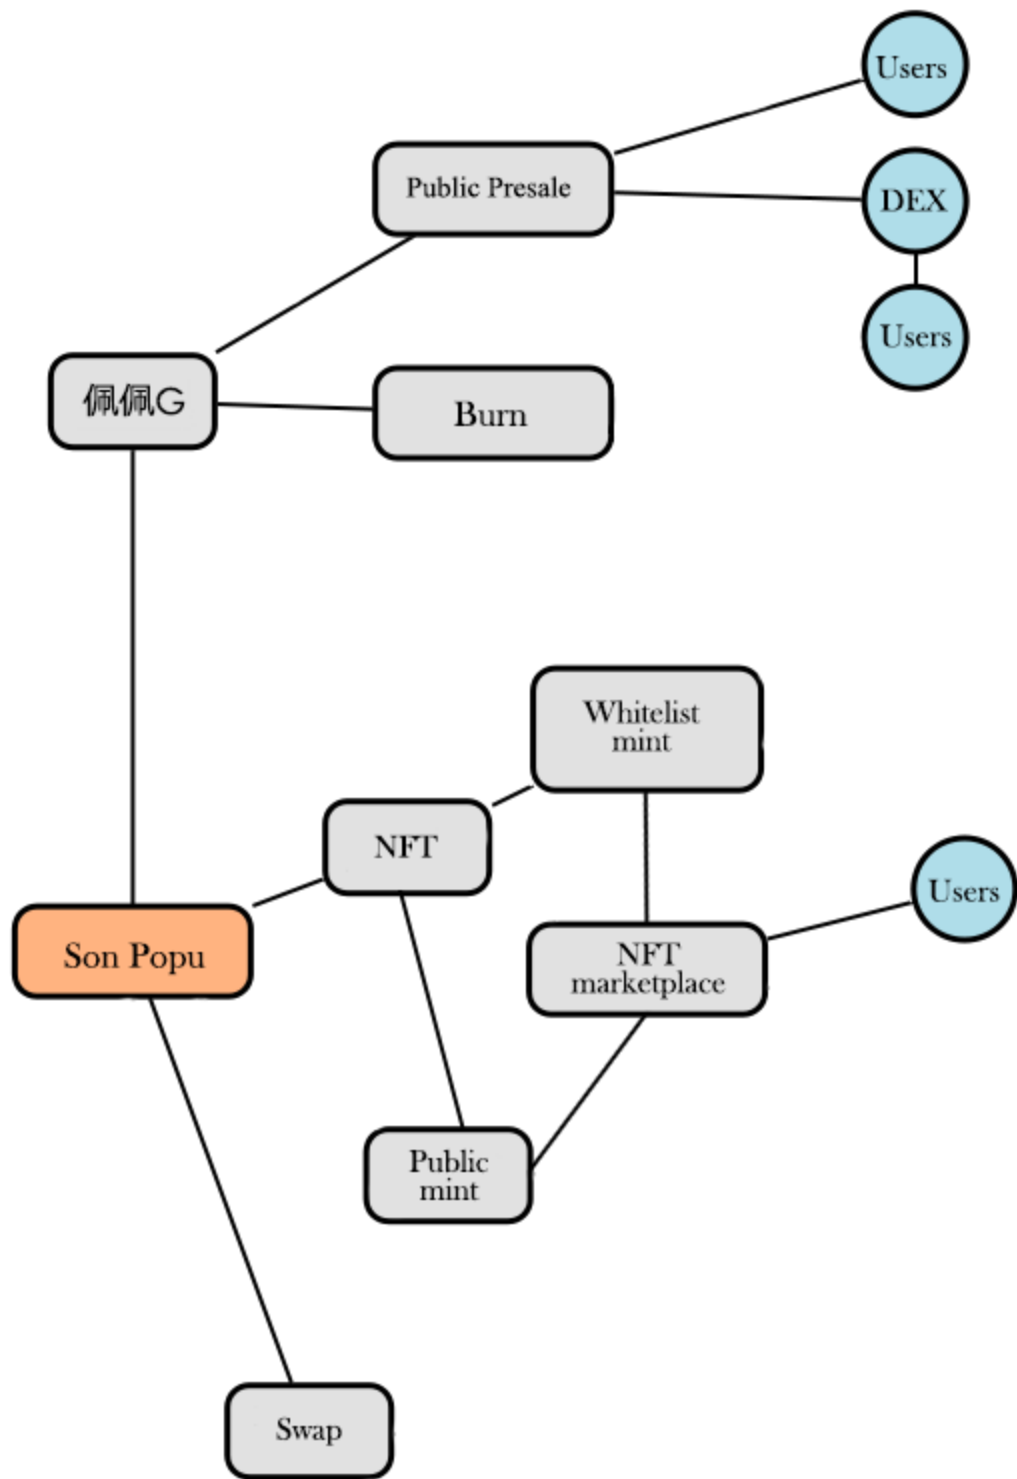 Users
Public Presale
DEX
Users
佩佩G
Burn
Whitelist
mint
NFT
Users
Son Popu
NFT
marketplace
Public
mint
Swap